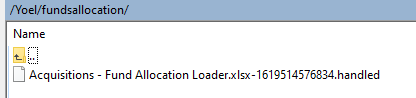 /Yoel/fundsallocation/
Name
..
Acquisitions - Fund Allocation Loader.xlsx-1619514576834.handled